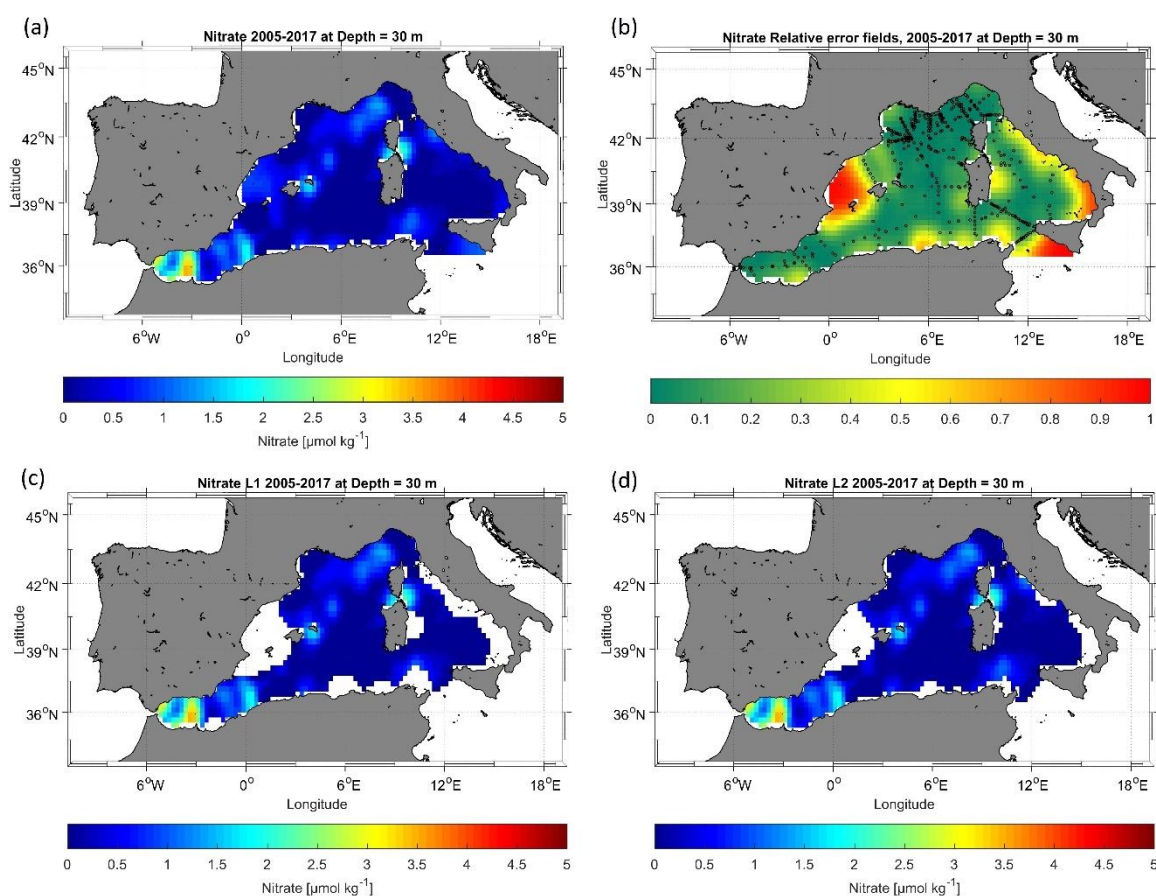 (a)
Nitrate 2005-2017 at Depth = 30 m
45°N
42°N
39°N
36°N
Latitude
6°W 0° 6°E 12°E 18°E
Longitude
0 0.5 1 1.5 2 2.5 3 3.5 4 4.5 5
Nitrate [µmol kg⁻¹]
(b)
Nitrate Relative error fields, 2005-2017 at Depth = 30 m
45°N
42°N
39°N
36°N
Latitude
6°W 0° 6°E 12°E 18°E
Longitude
0 0.1 0.2 0.3 0.4 0.5 0.6 0.7 0.8 0.9 1
(c)
Nitrate L1 2005-2017 at Depth = 30 m
45°N
42°N
39°N
36°N
Latitude
6°W 0° 6°E 12°E 18°E
Longitude
0 0.5 1 1.5 2 2.5 3 3.5 4 4.5 5
Nitrate [µmol kg⁻¹]
(d)
Nitrate L2 2005-2017 at Depth = 30 m
45°N
42°N
39°N
36°N
Latitude
6°W 0° 6°E 12°E 18°E
Longitude
0 0.5 1 1.5 2 2.5 3 3.5 4 4.5 5
Nitrate [µmol kg⁻¹]